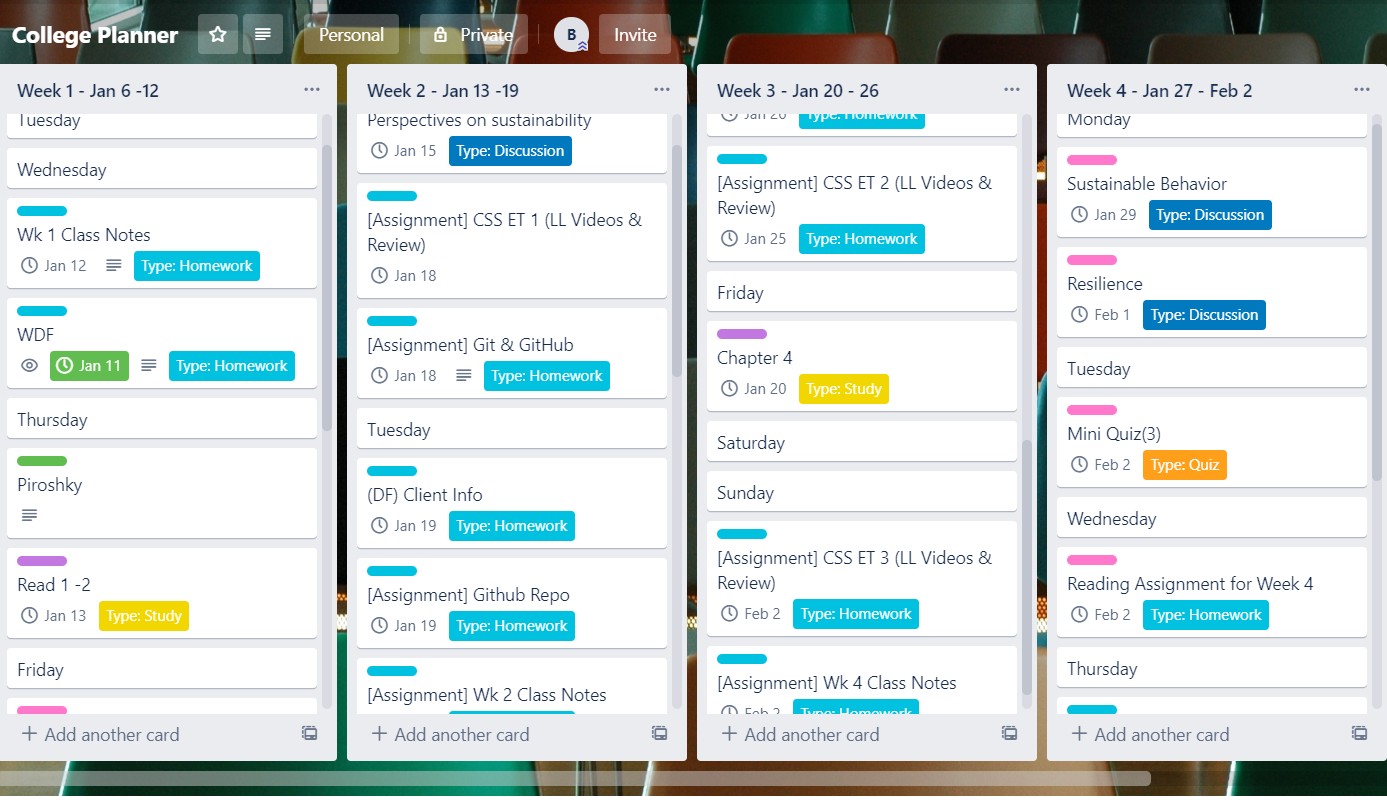 College Planner
Personal
Private
B
Invite
Week 1 - Jan 6 -12
Tuesday
Wednesday
Wk 1 Class Notes
Jan 12 Type: Homework
WDF
Jan 11 Type: Homework
Thursday
Piroshky
Read 1 -2
Jan 13 Type: Study
Friday
+ Add another card
Week 2 - Jan 13 -19
Perspectives on sustainability
Jan 15 Type: Discussion
[Assignment] CSS ET 1 (LL Videos &
Review)
Jan 18
[Assignment] Git & GitHub
Jan 18 Type: Homework
Tuesday
(DF) Client Info
Jan 19 Type: Homework
[Assignment] Github Repo
Jan 19 Type: Homework
[Assignment] Wk 2 Class Notes
+ Add another card
Week 3 - Jan 20 - 26
Jan 26 Type: Homework
[Assignment] CSS ET 2 (LL Videos &
Review)
Jan 25 Type: Homework
Friday
Chapter 4
Jan 20 Type: Study
Saturday
Sunday
[Assignment] CSS ET 3 (LL Videos &
Review)
Feb 2 Type: Homework
[Assignment] Wk 4 Class Notes
Feb 2 Type: Homework
+ Add another card
Week 4 - Jan 27 - Feb 2
Monday
Sustainable Behavior
Jan 29 Type: Discussion
Resilience
Feb 1 Type: Discussion
Tuesday
Mini Quiz(3)
Feb 2 Type: Quiz
Wednesday
Reading Assignment for Week 4
Feb 2 Type: Homework
Thursday
+ Add another card